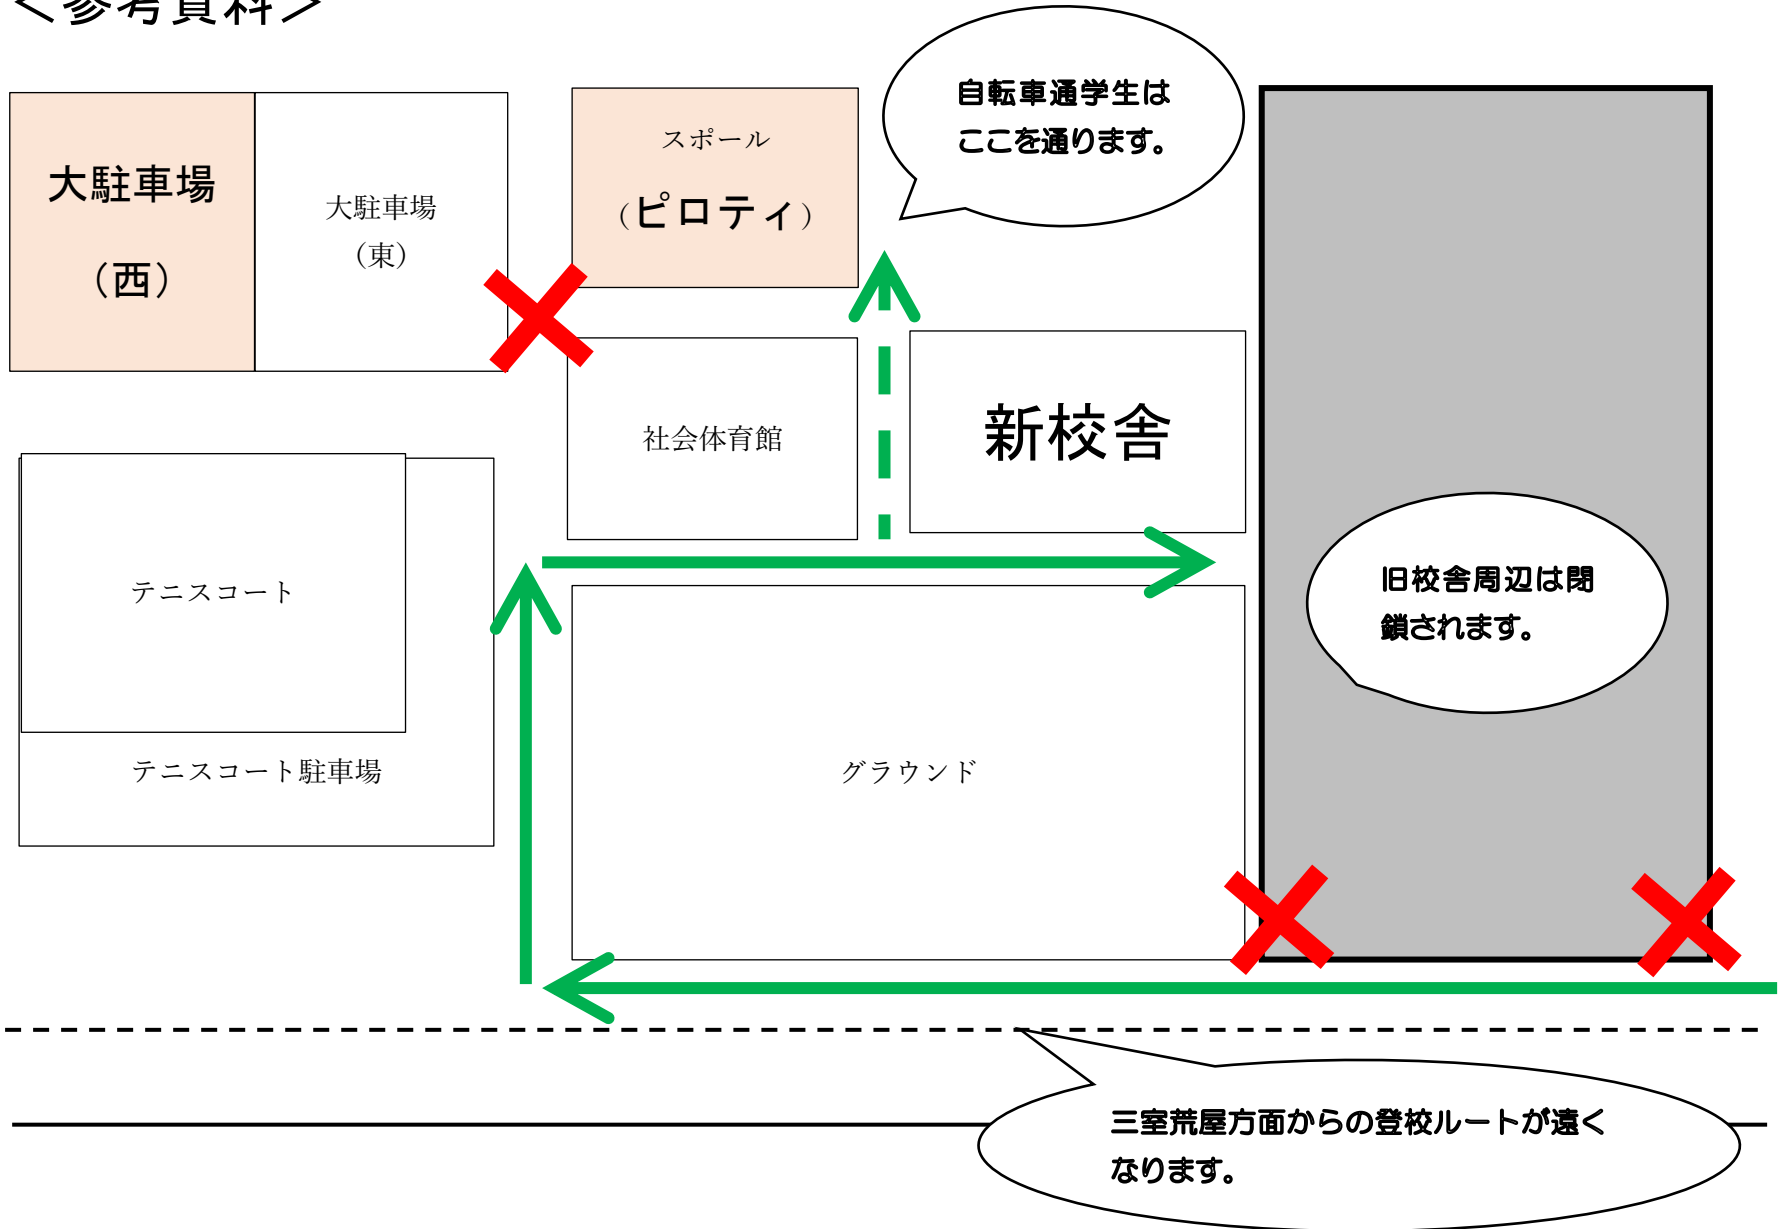 ＜参考資料＞
自転車通学生は
ここを通ります。
大駐車場
（西）
大駐車場
（東）
スポール
（ピロティ）
社会体育館
新校舎
テニスコート
テニスコート駐車場
グラウンド
旧校舎周辺は閉
鎖されます。
三室荒屋方面からの登校ルートが遠く
なります。